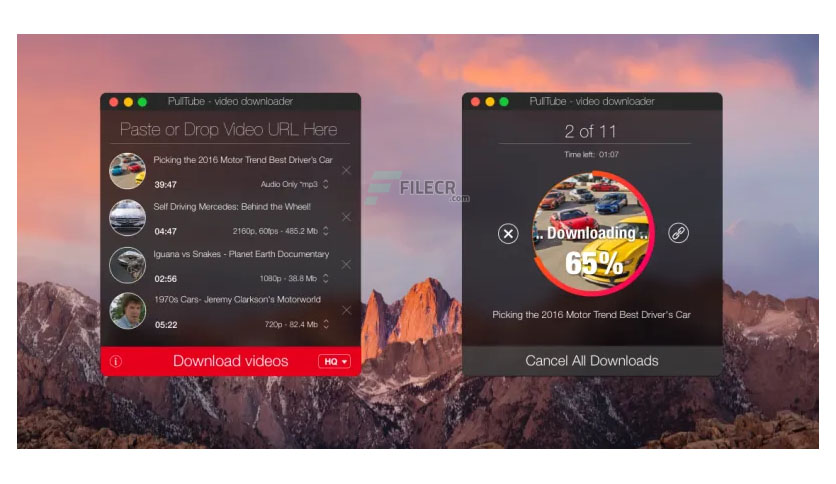 PullTube - video downloader
Paste or Drop Video URL Here
Picking the 2016 Motor Trend Best Driver's Car
39:47 Audio Only *mp3
Self Driving Mercedes: Behind the Wheel!
04:47 2160p, 60fps - 485.2 Mb
Iguana vs Snakes - Planet Earth Documentary
02:56 1080p - 38.8 Mb
1970s Cars- Jeremy Clarkson's Motorworld
05:22 720p - 82.4 Mb
Download videos HQ
FILECR
.com
PullTube - video downloader
2 of 11
Time left: 01:07
.. Downloading ..
65%
Picking the 2016 Motor Trend Best Driver's Car
Cancel All Downloads